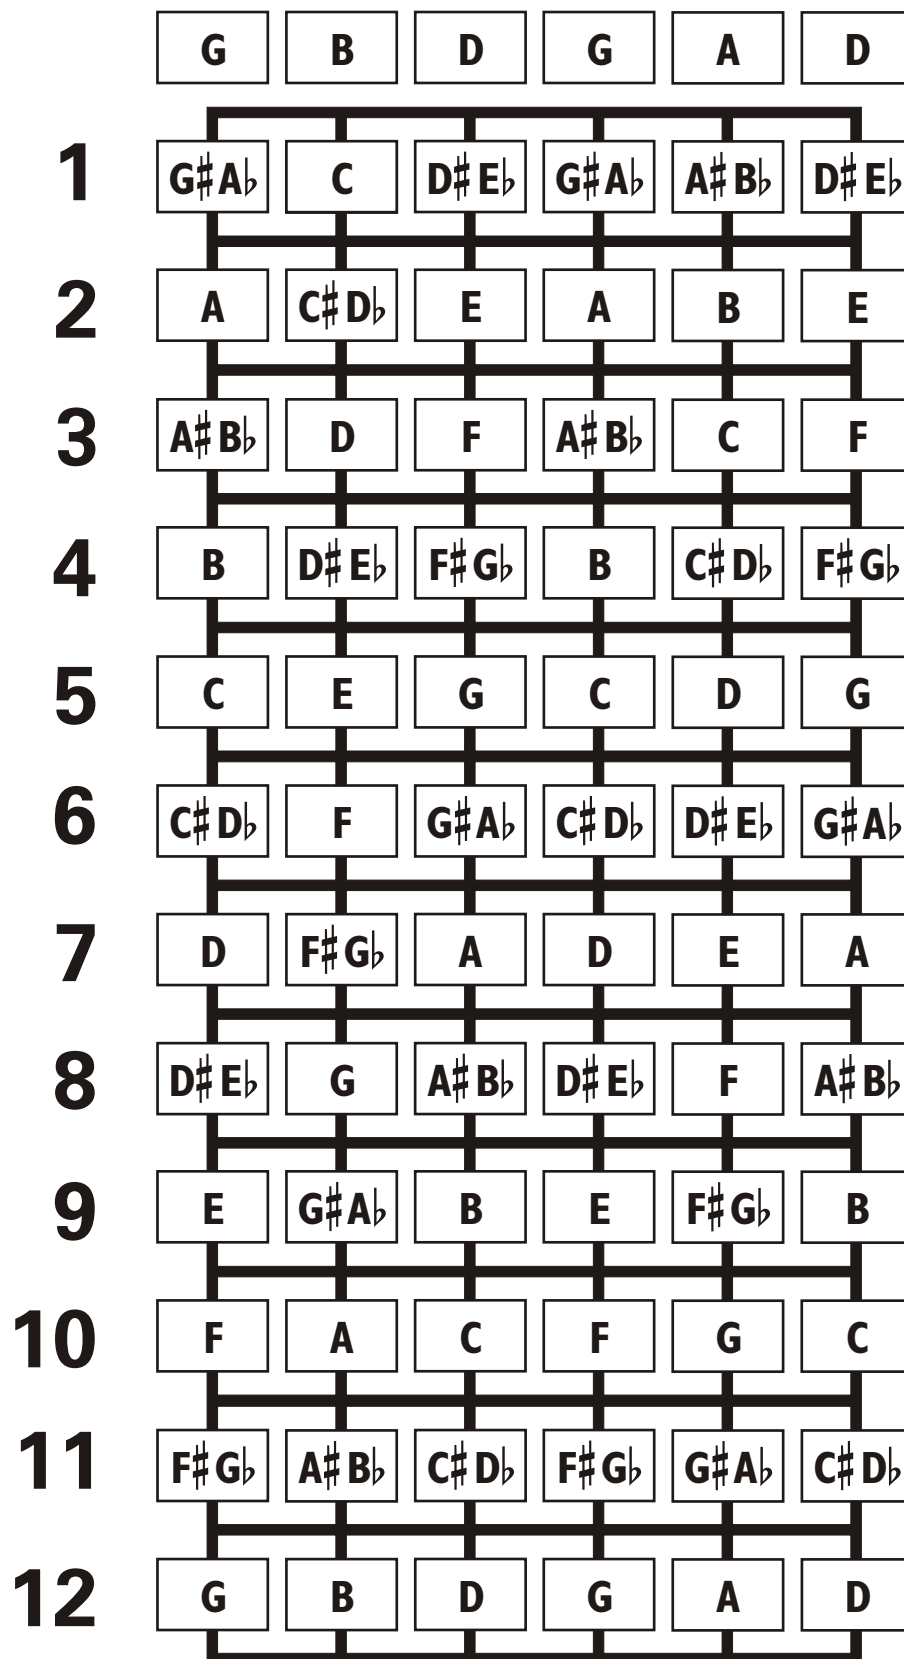 G B D G A D
1 G♯A♭ C D♯E♭ G♯A♭ A♯B♭ D♯E♭
2 A C♯D♭ E A B E
3 A♯B♭ D F A♯B♭ C F
4 B D♯E♭ F♯G♭ B C♯D♭ F♯G♭
5 C E G C D G
6 C♯D♭ F G♯A♭ C♯D♭ D♯E♭ G♯A♭
7 D F♯G♭ A D E A
8 D♯E♭ G A♯B♭ D♯E♭ F A♯B♭
9 E G♯A♭ B E F♯G♭ B
10 F A C F G C
11 F♯G♭ A♯B♭ C♯D♭ F♯G♭ G♯A♭ C♯D♭
12 G B D G A D